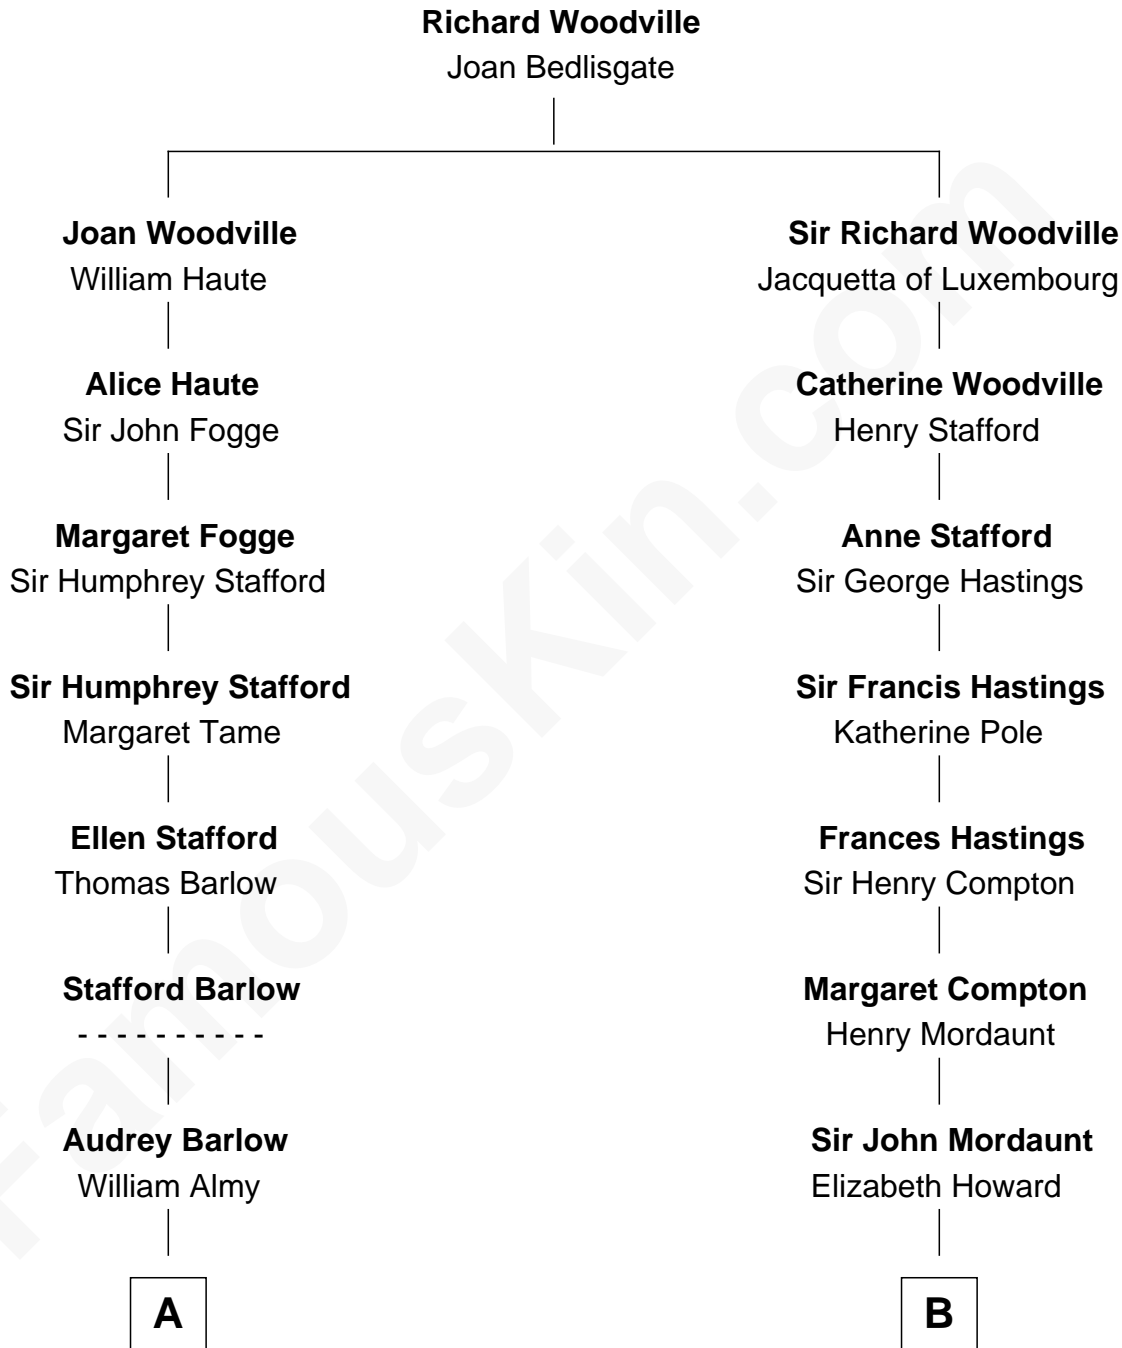 Richard Woodville
Joan Bedlisgate
Joan Woodville
William Haute
Alice Haute
Sir John Fogge
Margaret Fogge
Sir Humphrey Stafford
Sir Humphrey Stafford
Margaret Tame
Ellen Stafford
Thomas Barlow
Stafford Barlow
- - - - - - - - - -
Audrey Barlow
William Almy
A
Sir Richard Woodville
Jacquetta of Luxembourg
Catherine Woodville
Henry Stafford
Anne Stafford
Sir George Hastings
Sir Francis Hastings
Katherine Pole
Frances Hastings
Sir Henry Compton
Margaret Compton
Henry Mordaunt
Sir John Mordaunt
Elizabeth Howard
B
FamousKin.com